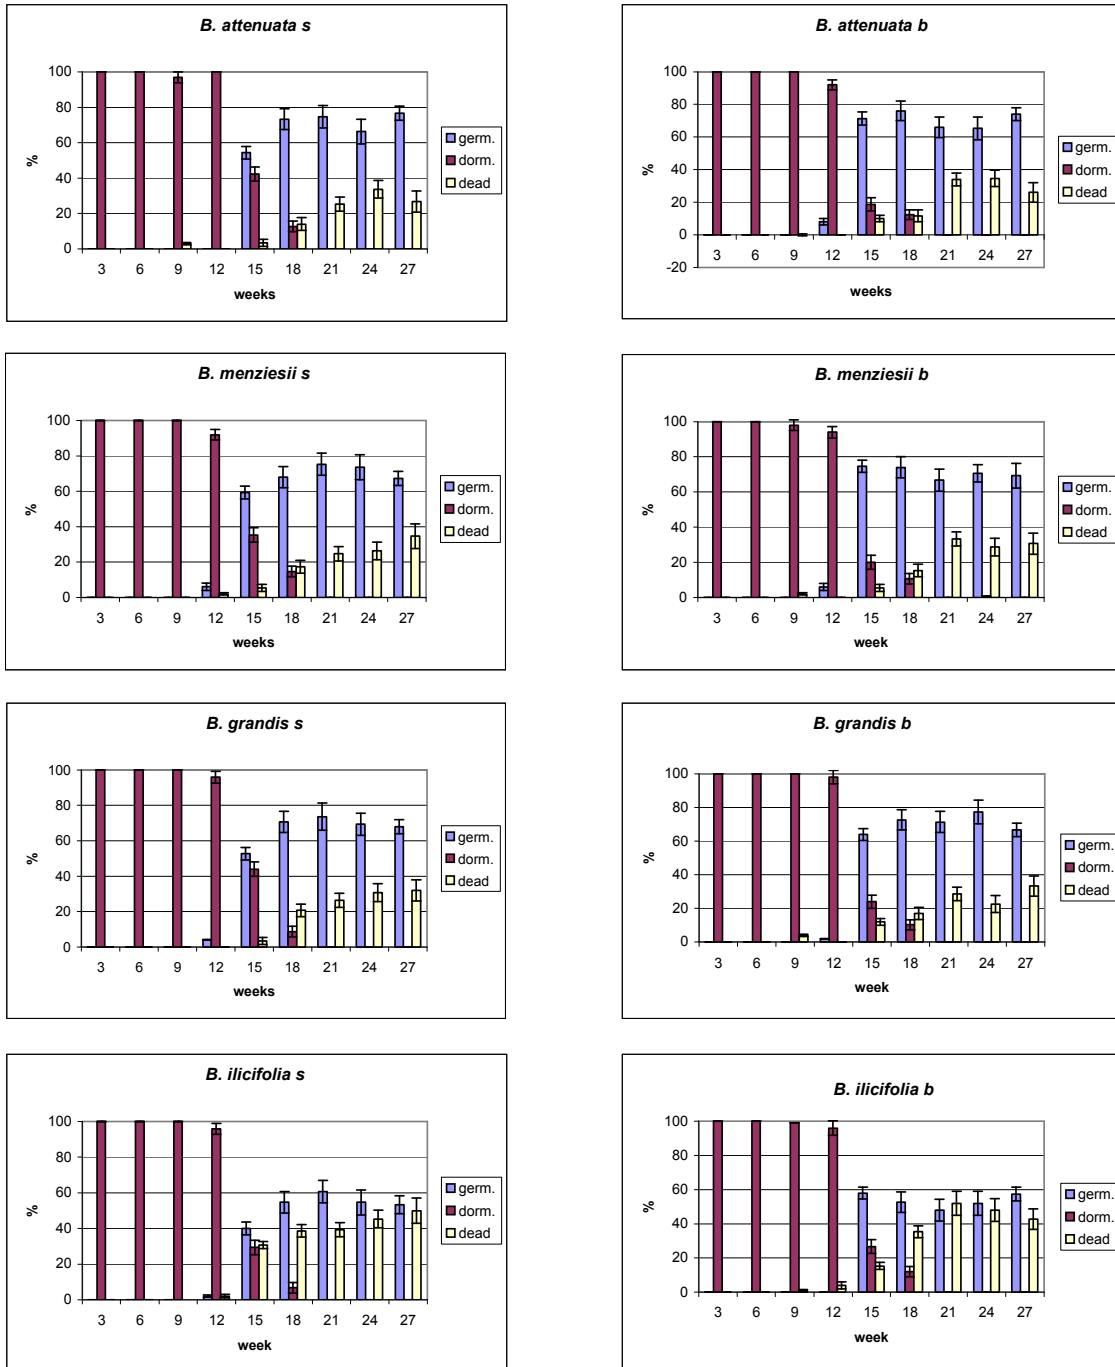 B. attenuata s
100
80
60
40
20
0
%
3 6 9 12 15 18 21 24 27
weeks
germ.
dorm.
dead
B. attenuata b
100
80
60
40
20
0
-20
%
3 6 9 12 15 18 21 24 27
weeks
germ.
dorm.
dead
B. menziesii s
100
80
60
40
20
0
%
3 6 9 12 15 18 21 24 27
weeks
germ.
dorm.
dead
B. menziesii b
100
80
60
40
20
0
%
3 6 9 12 15 18 21 24 27
week
germ.
dorm.
dead
B. grandis s
100
80
60
40
20
0
%
3 6 9 12 15 18 21 24 27
weeks
germ.
dorm.
dead
B. grandis b
100
80
60
40
20
0
%
3 6 9 12 15 18 21 24 27
week
germ.
dorm.
dead
B. ilicifolia s
100
80
60
40
20
0
%
3 6 9 12 15 18 21 24 27
week
germ.
dorm.
dead
B. ilicifolia b
100
80
60
40
20
0
%
3 6 9 12 15 18 21 24 27
week
germ.
dorm.
dead